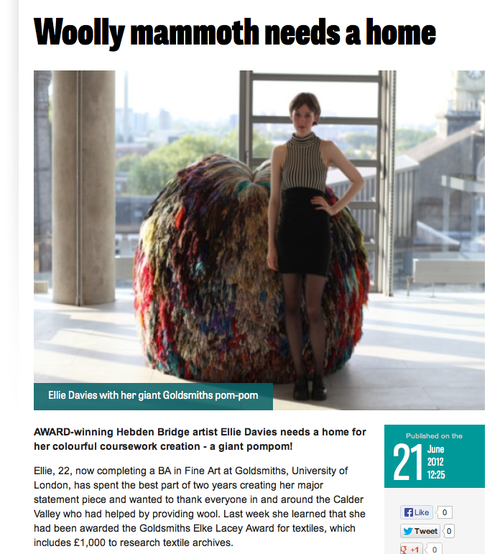 Woolly mammoth needs a home
Ellie Davies with her giant Goldsmiths pom-pom
AWARD-winning Hebden Bridge artist Ellie Davies needs a home for
her colourful coursework creation - a giant pompom!
Ellie, 22, now completing a BA in Fine Art at Goldsmiths, University of
London, has spent the best part of two years creating her major
statement piece and wanted to thank everyone in and around the Calder
Valley who had helped by providing wool. Last week she learned that she
had been awarded the Goldsmiths Elke Lacey Award for textiles, which
includes £1,000 to research textile archives.
Published on the
21
June
2012
12:25
Like 0
Tweet 0
+1 0